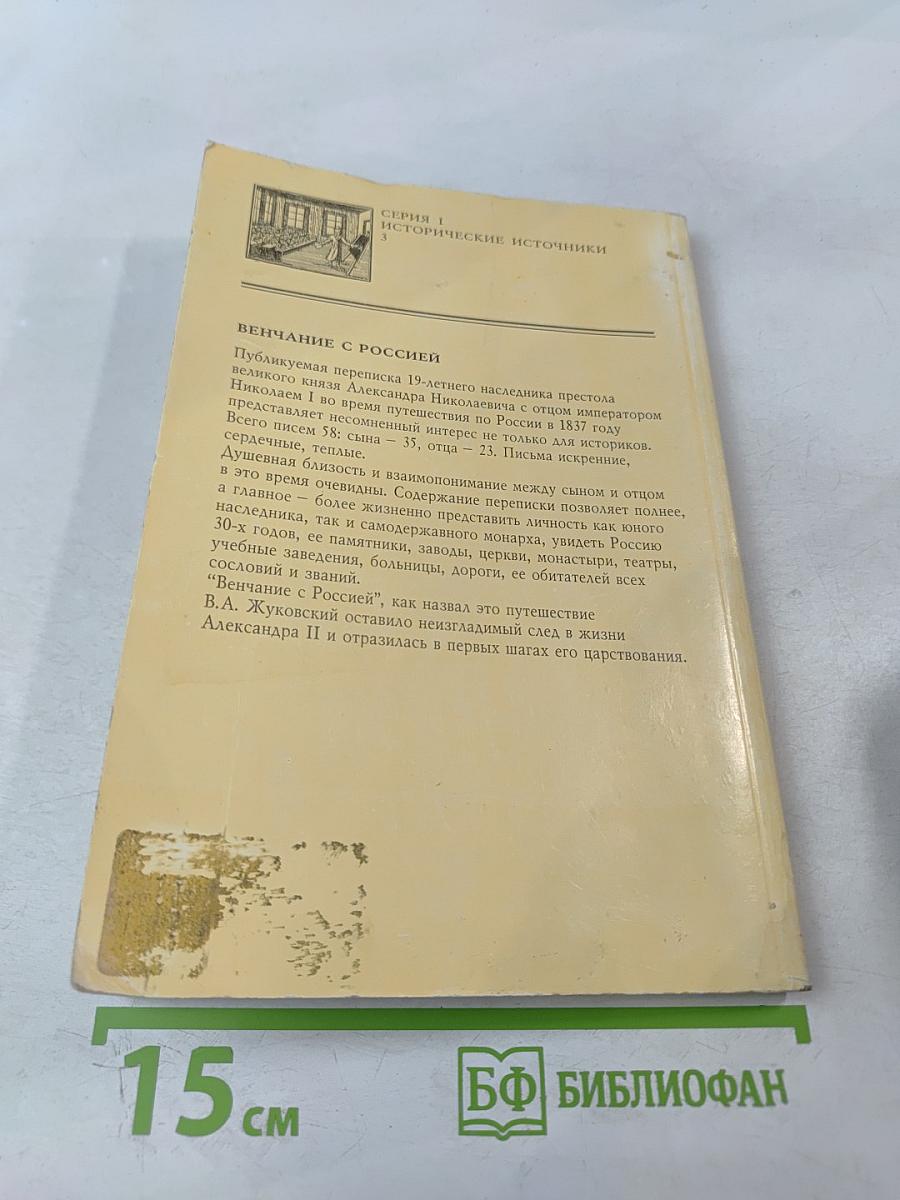 СЕРИЯ 1
ИСТОРИЧЕСКИЕ ИСТОЧНИКИ
3
ВЕНЧАНИЕ С РОССИЕЙ
Публикуемая переписка 19-летнего наследника престола
великого князя Александра Николаевича с отцом императором
Николаем I во время путешествия по России в 1837 году
представляет несомненный интерес не только для историков.
Всего писем 58: сына – 35, отца – 23. Письма искренние,
сердечные, теплые.
Душевная близость и взаимопонимание между сыном и отцом
в это время очевидны. Содержание переписки позволяет полнее,
а главное – более жизненно представить личность как юного
наследника, так и самодержавного монарха, увидеть Россию
30-х годов, ее памятники, заводы, церкви, монастыри, театры,
учебные заведения, больницы, дороги, ее обитателей всех
сословий и званий.
“Венчание с Россией”, как назвал это путешествие
В.А. Жуковский оставило неизгладимый след в жизни
Александра II и отразилась в первых шагах его царствования.
15 см
БФ БИБЛИОФАН